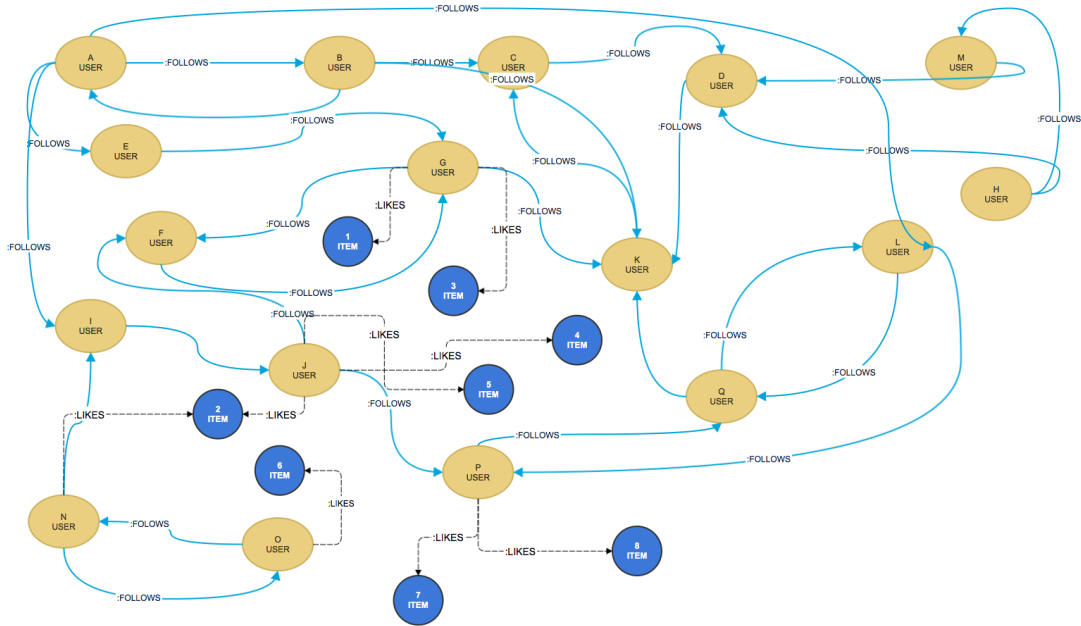 :FOLLOWS
A
USER
:FOLLOWS
B
USER
:FOLLOWS
C
USER
:FOLLOWS
:FOLLOWS
D
USER
:FOLLOWS
M
USER
:FOLLOWS
:FOLLOWS
:FOLLOWS
:FOLLOWS
:FOLLOWS
E
USER
:FOLLOWS
G
USER
:FOLLOWS
H
USER
:LIKES
:FOLLOWS
:FOLLOWS
F
USER
:LIKES
1
ITEM
:FOLLOWS
K
USER
L
USER
:FOLLOWS
3
ITEM
:FOLLOWS
I
USER
:LIKES
4
ITEM
:FOLLOWS
:LIKES
J
USER
:FOLLOWS
5
ITEM
Q
USER
:FOLLOWS
:LIKES
2
ITEM
:LIKES
:FOLLOWS
:FOLLOWS
6
ITEM
P
USER
:LIKES
N
USER
:FOLOWS
O
USER
:LIKES
:LIKES
8
ITEM
:FOLLOWS
7
ITEM